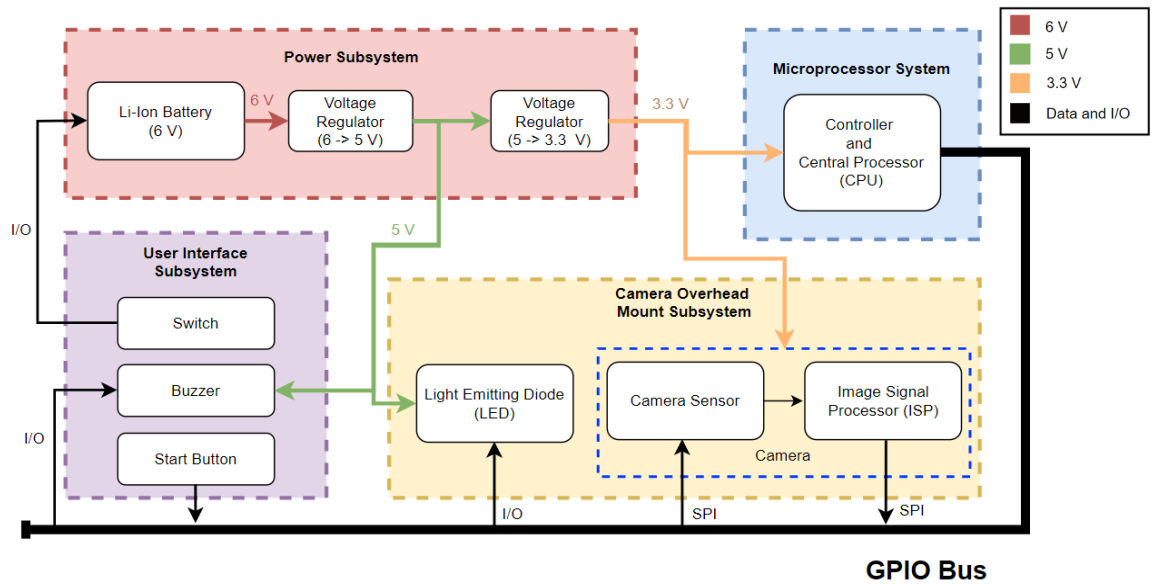 6 V
5 V
3.3 V
Data and I/O
Power Subsystem
Li-Ion Battery
(6 V)
6 V
Voltage
Regulator
(6 -> 5 V)
Voltage
Regulator
(5 -> 3.3 V)
3.3 V
Microprocessor System
Controller
and
Central Processor
(CPU)
I/O
5 V
User Interface
Subsystem
Switch
Buzzer
Start Button
I/O
Camera Overhead
Mount Subsystem
Light Emitting Diode
(LED)
Camera Sensor
Image Signal
Processor (ISP)
Camera
I/O
SPI
SPI
GPIO Bus